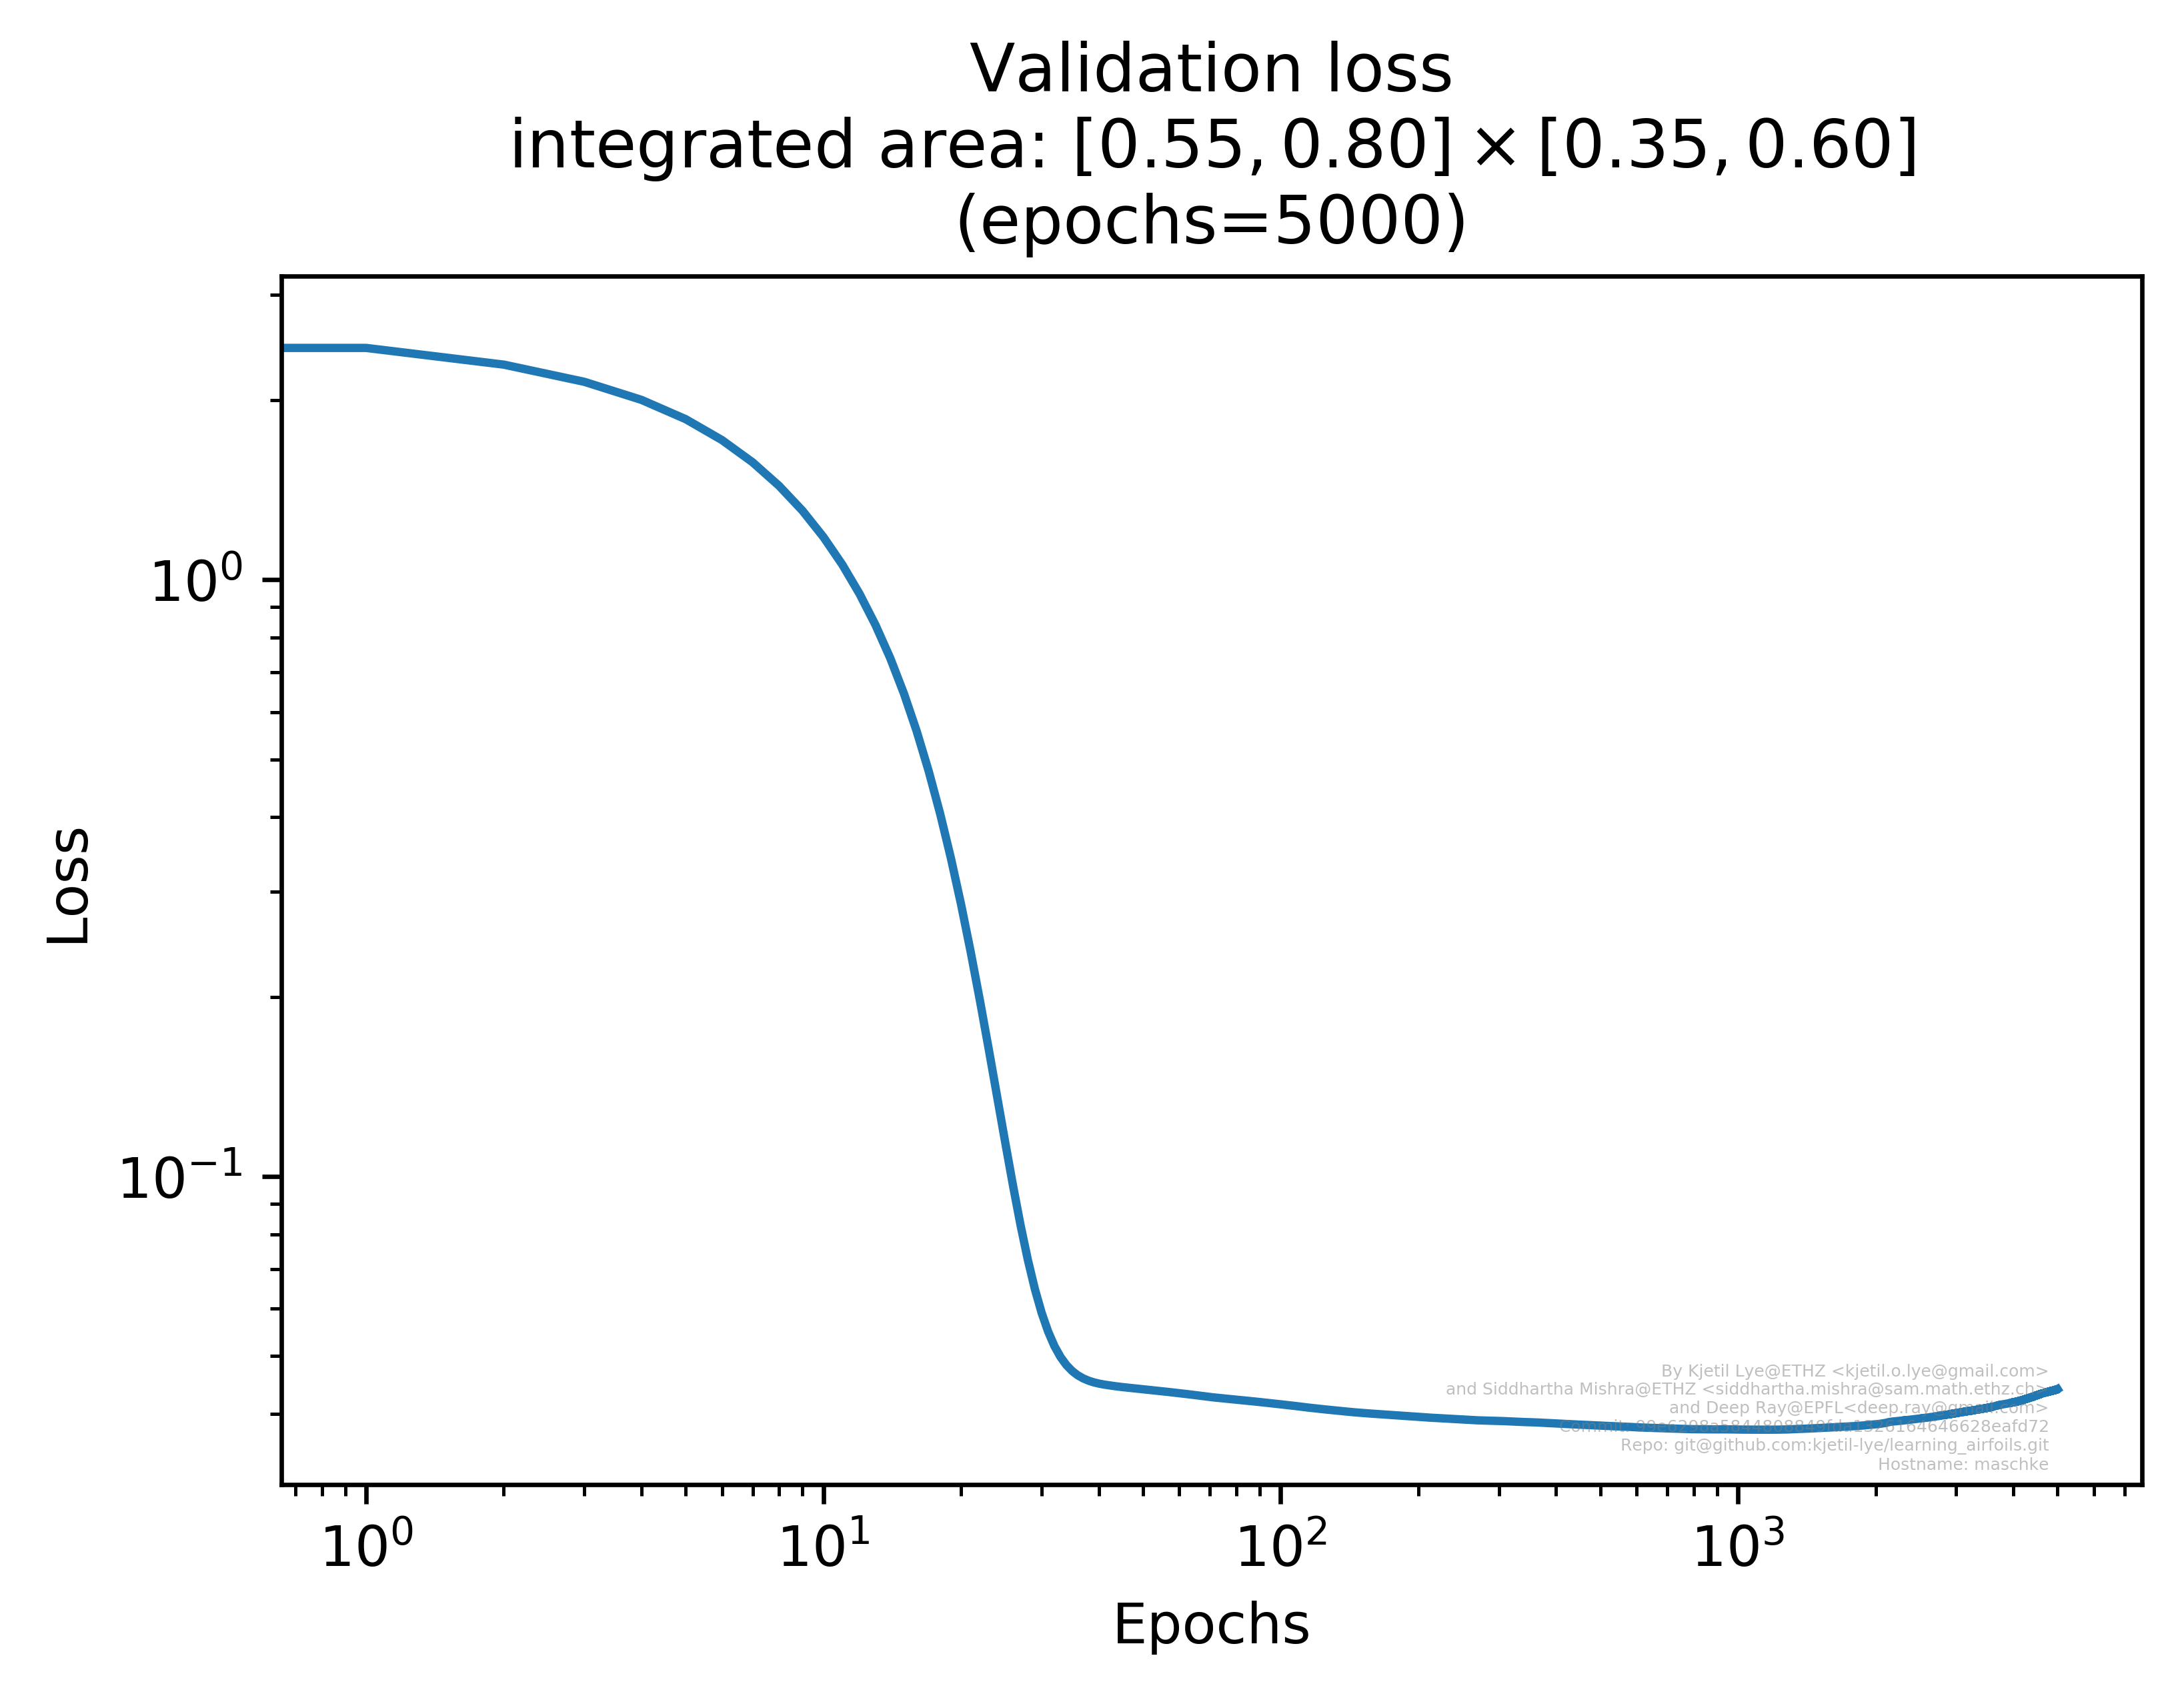 Validation loss
integrated area: [0.55, 0.80] × [0.35, 0.60]
(epochs=5000)
Loss
10⁰
10⁻¹
By Kjetil Lye@ETHZ <kjetil.o.lye@gmail.com>
and Siddhartha Mishra@ETHZ <siddhartha.mishra@sam.math.ethz.ch>
and Deep Ray@EPFL<deep.ray@gmail.com>
Commit:
Repo: git@github.com:kjetil-lye/learning_airfoils.git
Hostname: maschke
10⁰ 10¹ 10² 10³
Epochs